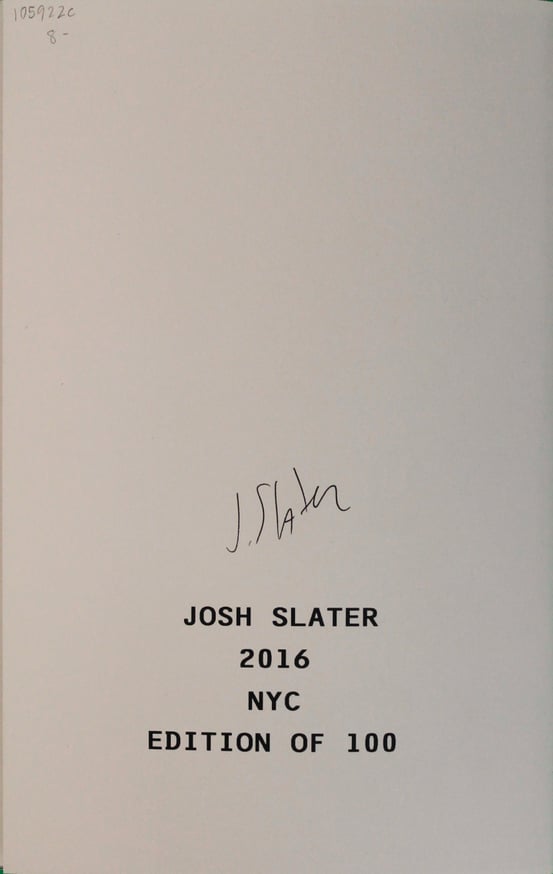 105922c
8-
J. Slater
JOSH SLATER
2016
NYC
EDITION OF 100